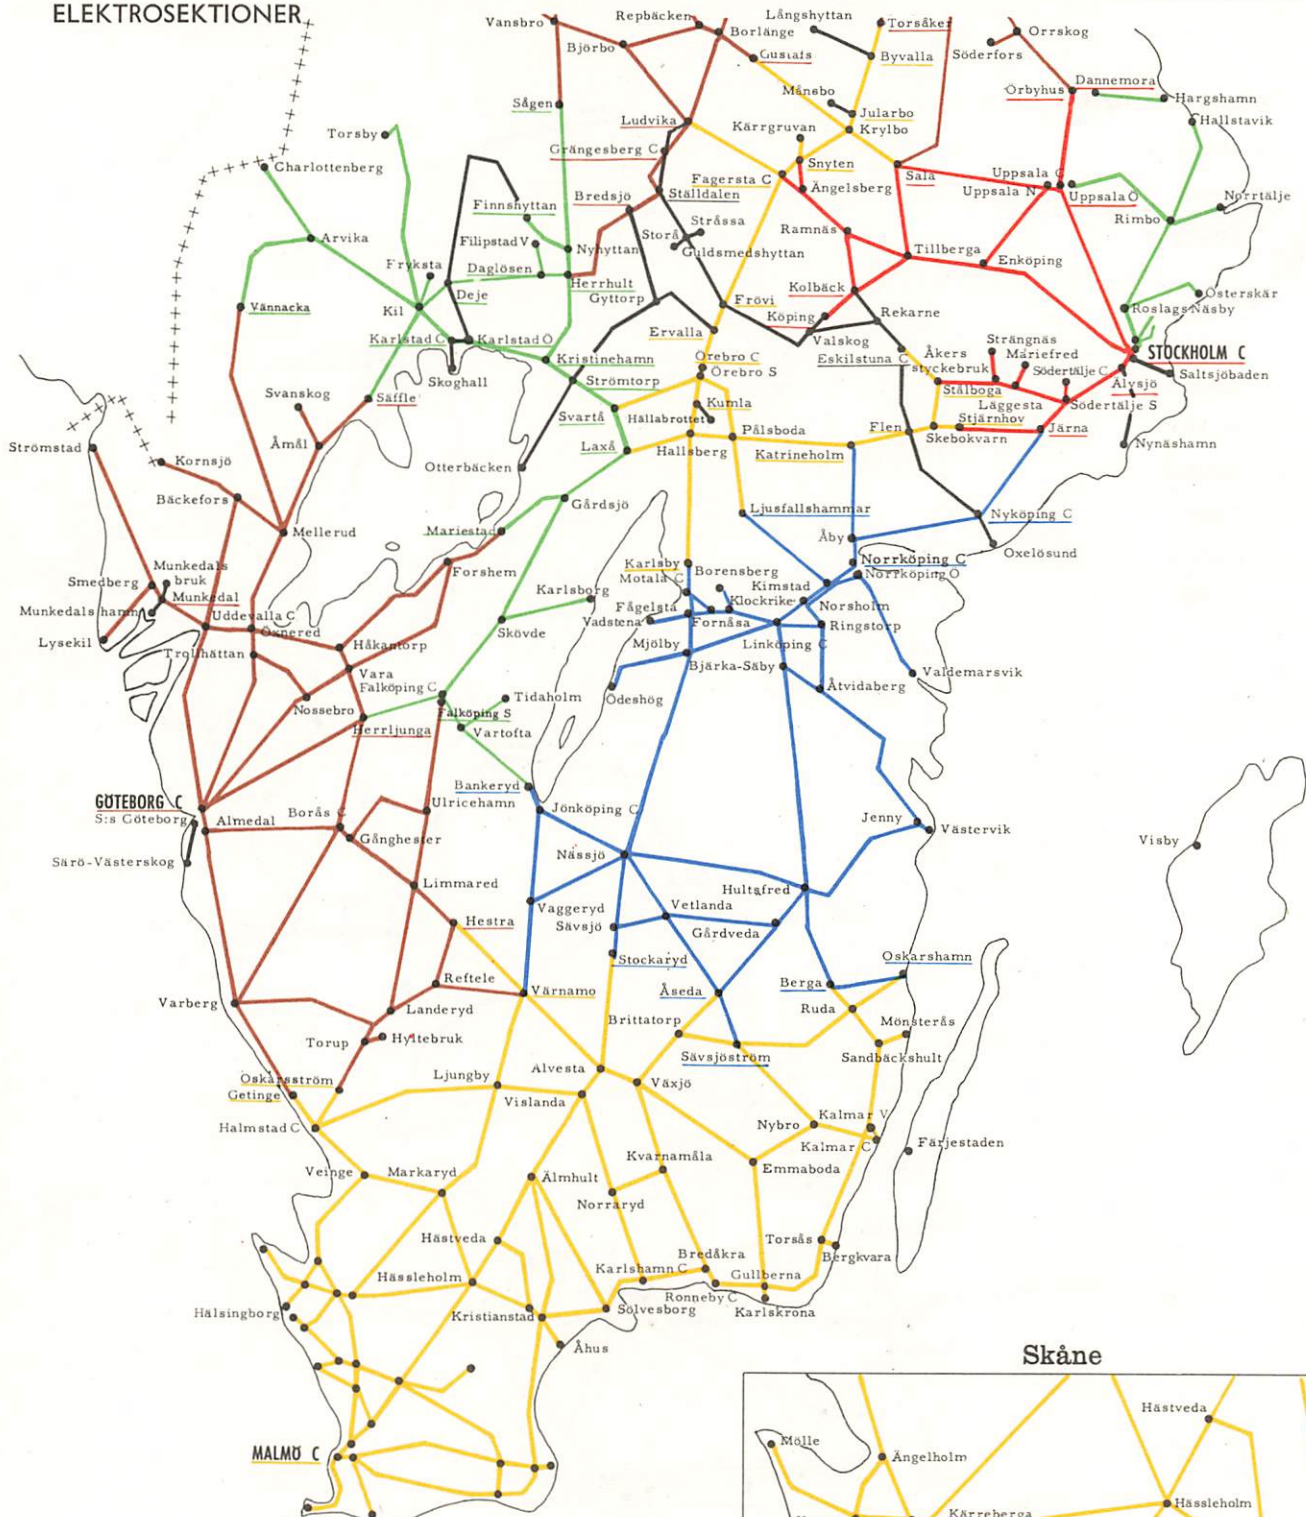 ELEKTROSEKTIONER
Vansbro
Repbäcken
Långshyttan
Torsåker
Orrskog
Björbo
Borlänge
Gustafs
Byvalla
Söderfors
Månsbo
Örbyhus
Dannemora
Hargshamn
Sågen
Ludvika
Jularbo
Hallstavik
Torsby
Kärrgruvan
Krylbo
Grängesberg C
Snyten
Charlottenberg
Fagersta C
Sala
Uppsala C
Uppsala N
Uppsala Ö
Ställdalen
Ängelsberg
Norrtälje
Finnshyttan
Bredsjö
Stråssa
Rimbo
Arvika
Storå
Ramnäs
Filipstad V
Nyhyttan
Guldsmedshyttan
Tillberga
Enköping
Fryksta
Daglösen
Herrhult
Deje
Gyttorp
Kolbäck
Österskär
Vännacka
Kil
Frövi
Köping
Rekarne
Roslags Näsby
Ervalla
Valskog
Karlstad C
Karlstad Ö
Eskilstuna C
Åkers
styckebruk
Strängnäs
Mariefred
STOCKHOLM C
Kristinehamn
Örebro C
Örebro S
Södertälje C
Älvsjö
Saltsjöbaden
Skoghall
Strömtorp
Stålboga
Svanskog
Säffle
Kumla
Läggesta
Södertälje S
Svartå
Hällabrottet
Stjärnhov
Järna
Flen
Skebokvarn
Strömstad
Åmål
Laxå
Hallsberg
Pålsboda
Katrineholm
Nynäshamn
Kornsjö
Otterbäcken
Bäckefors
Gårdsjö
Ljusfallshammar
Nyköping C
Mellerud
Mariestad
Åby
Oxelösund
Karlsby
Norrköping C
Munkedals
bruk
Forshem
Motala C
Borensberg
Norrköping Ö
Smedberg
Kimstad
Munkedal
Karlsborg
Klockrike
Munkedals hamn
Fågelsta
Norsholm
Uddevalla C
Vadstena
Fornåsa
Ringstorp
Lysekil
Öxnered
Skövde
Trollhättan
Håkantorp
Mjölby
Linköping C
Vara
Bjärka-Säby
Valdemarsvik
Falköping C
Tidaholm
Ödeshög
Åtvidaberg
Nossebro
Falköping S
Herrljunga
Vartofta
Bankeryd
GÖTEBORG C
S:s Göteborg
Borås C
Ulricehamn
Jönköping C
Almedal
Jenny
Västervik
Gånghester
Visby
Särö-Västerskog
Nässjö
Limmared
Hultsfred
Vaggeryd
Vetlanda
Hestra
Sävsjö
Gårdveda
Stockaryd
Oskarshamn
Reftele
Värnamo
Åseda
Berga
Varberg
Landeryd
Ruda
Brittatorp
Mönsterås
Torup
Hyltebruk
Sävsjöström
Sandbäckshult
Oskarsström
Ljungby
Alvesta
Växjö
Getinge
Vislanda
Kalmar V
Halmstad C
Nybro
Kalmar C
Färjestaden
Kvarnamåla
Emmaboda
Veinge
Markaryd
Älmhult
Norraryd
Hästveda
Torsås
Bredåkra
Bergkvara
Hässleholm
Karlshamn C
Gullberna
Ronneby C
Hälsingborg
Kristianstad
Sölvesborg
Karlskrona
Åhus
Skåne
Hästveda
Mölle
MALMÖ C
Ängelholm
Hässleholm
Kärreberga